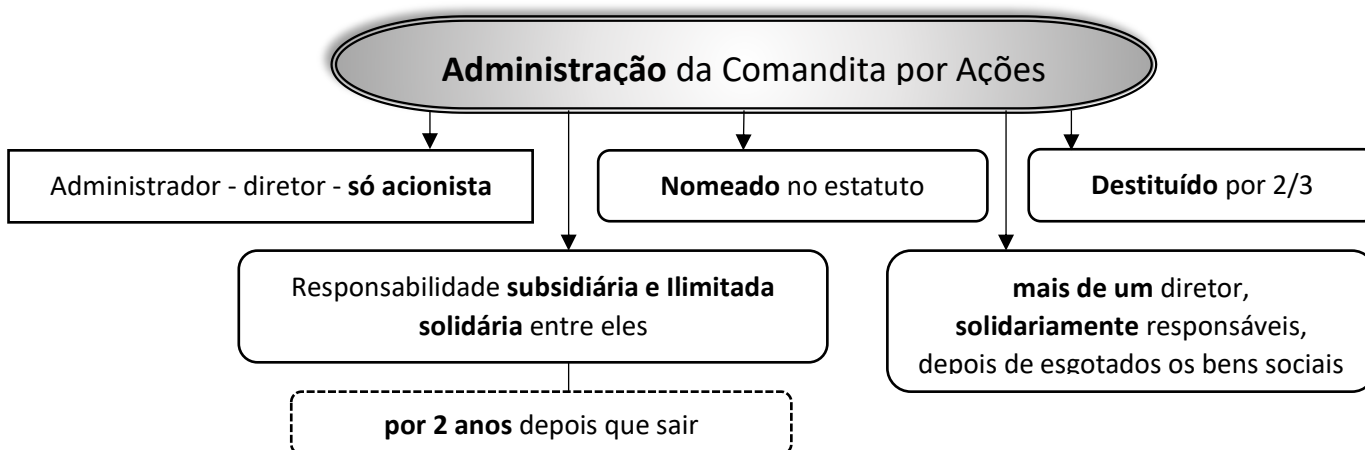 Administração da Comandita por Ações
Administrador - diretor - só acionista
Nomeado no estatuto
Destituído por 2/3
Responsabilidade subsidiária e Ilimitada
solidária entre eles
mais de um diretor,
solidariamente responsáveis,
depois de esgotados os bens sociais
por 2 anos depois que sair